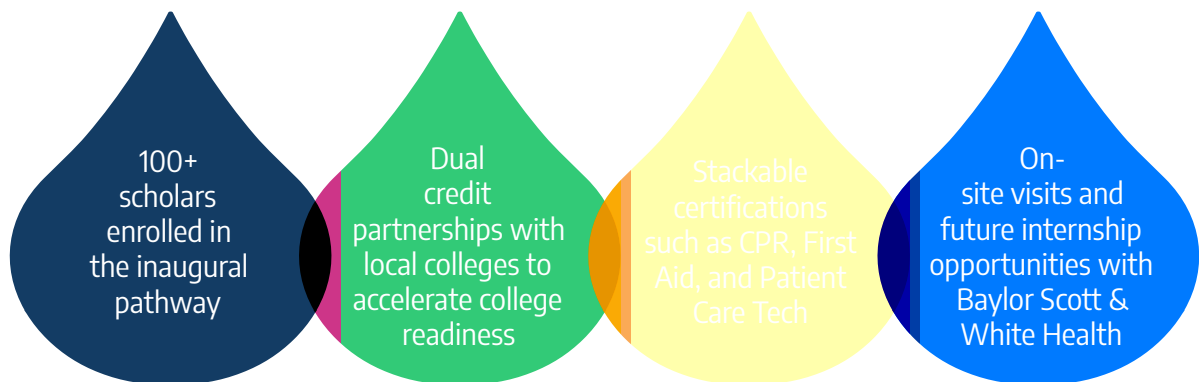 100+
scholars
enrolled in
the inaugural
pathway
Dual
credit
partnerships with
local colleges to
accelerate college
readiness
Stackable
certifications
such as CPR, First
Aid, and Patient
Care Tech
On-
site visits and
future internship
opportunities with
Baylor Scott &
White Health